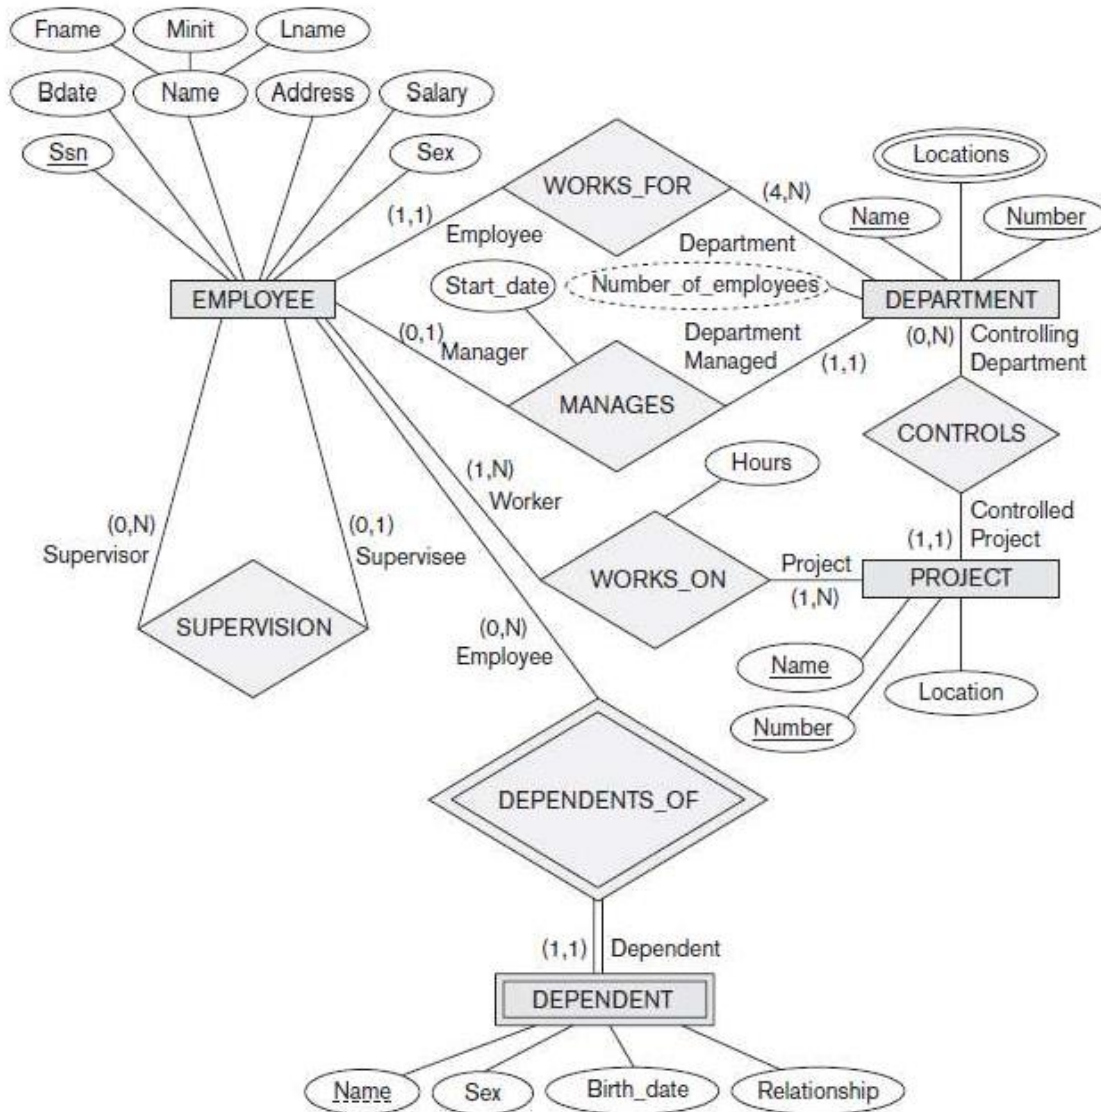 Fname
Minit
Lname
Bdate
Name
Address
Salary
Ssn
Sex
WORKS_FOR
Locations
(1,1)
Employee
(4,N)
Department
Name
Number
EMPLOYEE
Start_date
Number_of_employees
DEPARTMENT
(0,1)
Manager
MANAGES
Department
Managed
(1,1)
(0,N)
Controlling
Department
CONTROLS
Hours
(1,N)
Worker
Controlled
Project
(1,1)
(0,N)
Supervisor
(0,1)
Supervisee
WORKS_ON
Project
(1,N)
PROJECT
SUPERVISION
(0,N)
Employee
Name
Location
Number
DEPENDENTS_OF
(1,1)
Dependent
DEPENDENT
Name
Sex
Birth_date
Relationship